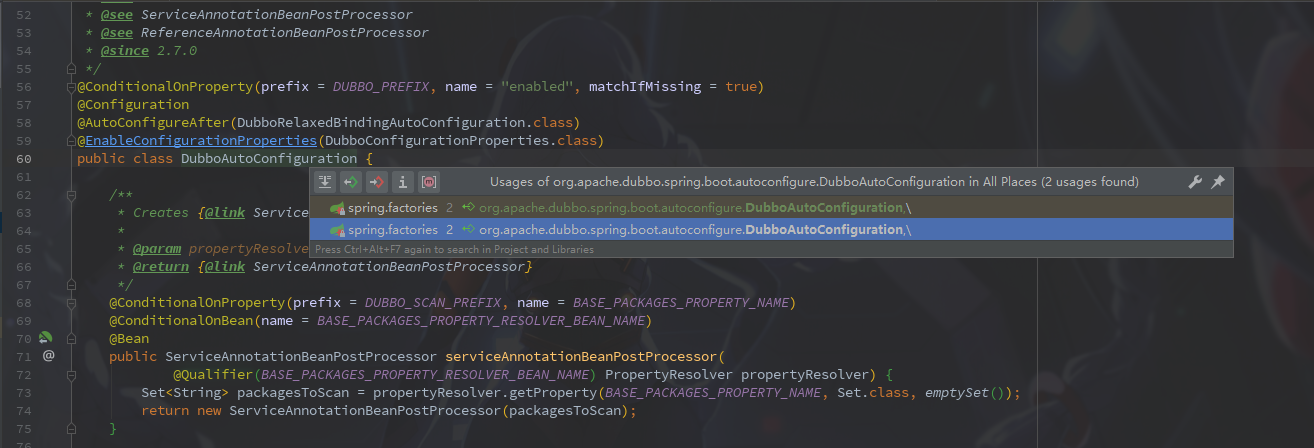 52 * @see ServiceAnnotationBeanPostProcessor
53 * @see ReferenceAnnotationBeanPostProcessor
54 * @since 2.7.0
55 */
56 @ConditionalOnProperty(prefix = DUBBO_PREFIX, name = "enabled", matchIfMissing = true)
57 @Configuration
58 @AutoConfigureAfter(DubboRelaxedBindingAutoConfiguration.class)
59 @EnableConfigurationProperties(DubboConfigurationProperties.class)
60 public class DubboAutoConfiguration {
61
Usages of org.apache.dubbo.spring.boot.autoconfigure.DubboAutoConfiguration in All Places (2 usages found)
spring.factories 2 org.apache.dubbo.spring.boot.autoconfigure.DubboAutoConfiguration,\
spring.factories 2 org.apache.dubbo.spring.boot.autoconfigure.DubboAutoConfiguration,\
Press Ctrl+Alt+F7 again to search in Project and Libraries
62 /**
63 * Creates {@link Servic
64 *
65 * @param propertyResolve
66 * @return {@link ServiceAnnotationBeanPostProcessor}
67 */
68 @ConditionalOnProperty(prefix = DUBBO_SCAN_PREFIX, name = BASE_PACKAGES_PROPERTY_NAME)
69 @ConditionalOnBean(name = BASE_PACKAGES_PROPERTY_RESOLVER_BEAN_NAME)
70 @Bean
71 @ public ServiceAnnotationBeanPostProcessor serviceAnnotationBeanPostProcessor(
72 @Qualifier(BASE_PACKAGES_PROPERTY_RESOLVER_BEAN_NAME) PropertyResolver propertyResolver) {
73 Set<String> packagesToScan = propertyResolver.getProperty(BASE_PACKAGES_PROPERTY_NAME, Set.class, emptySet());
74 return new ServiceAnnotationBeanPostProcessor(packagesToScan);
75 }
76